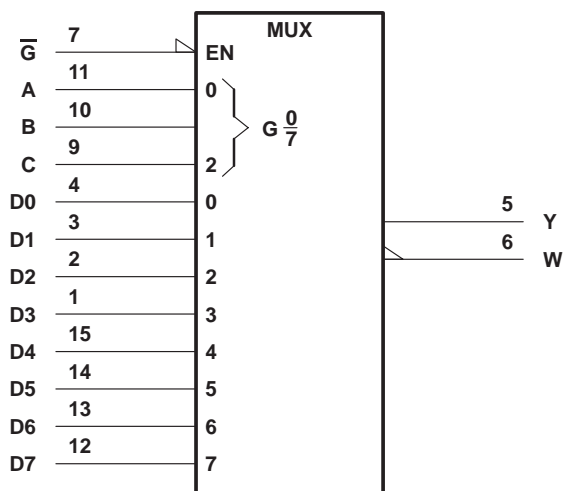 MUX
G̅ 7 EN
A 11 0
B 10
C 9 2
G 0/7
D0 4 0
D1 3 1
D2 2 2
D3 1 3
D4 15 4
D5 14 5
D6 13 6
D7 12 7
5 Y
6 W